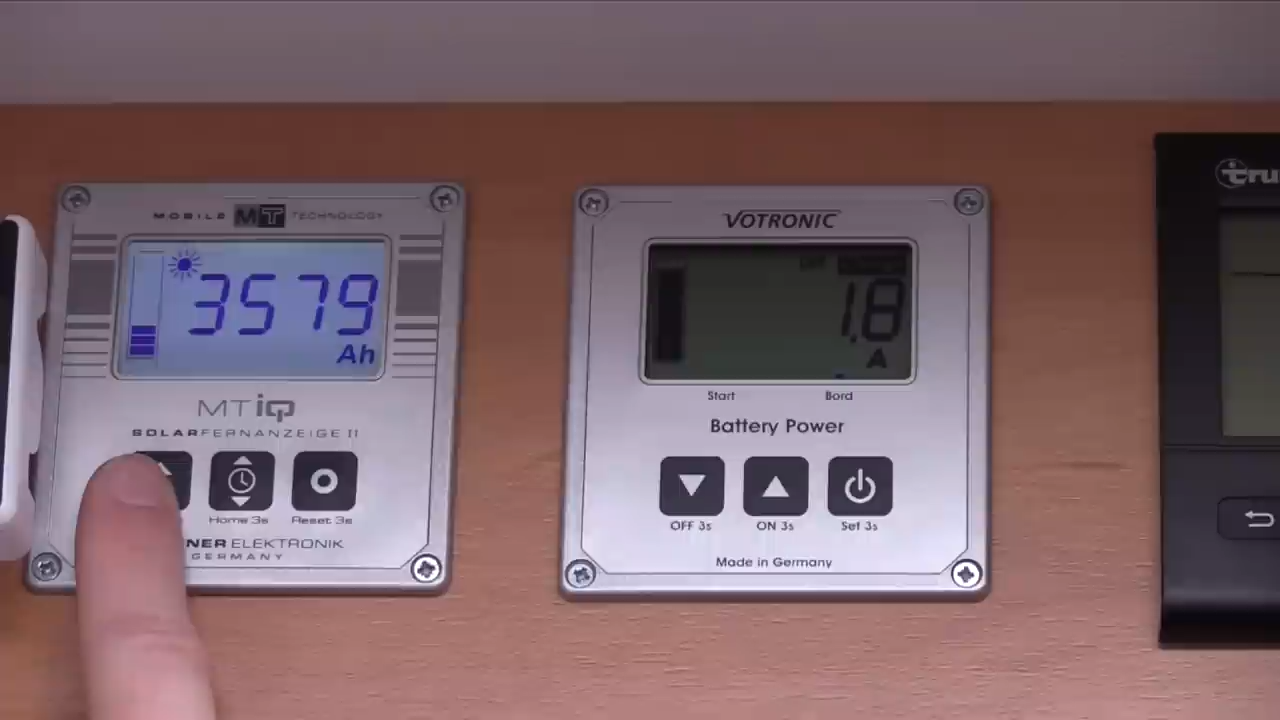 MOBILE MT TECHNOLOGY
3579
Ah
MT iQ
SOLARFERNANZEIGE II
Home 3s
Reset 3s
ELEKTRONIK
GERMANY
VOTRONIC
1.8
A
Start
Bord
Battery Power
OFF 3s
ON 3s
Set 3s
Made in Germany